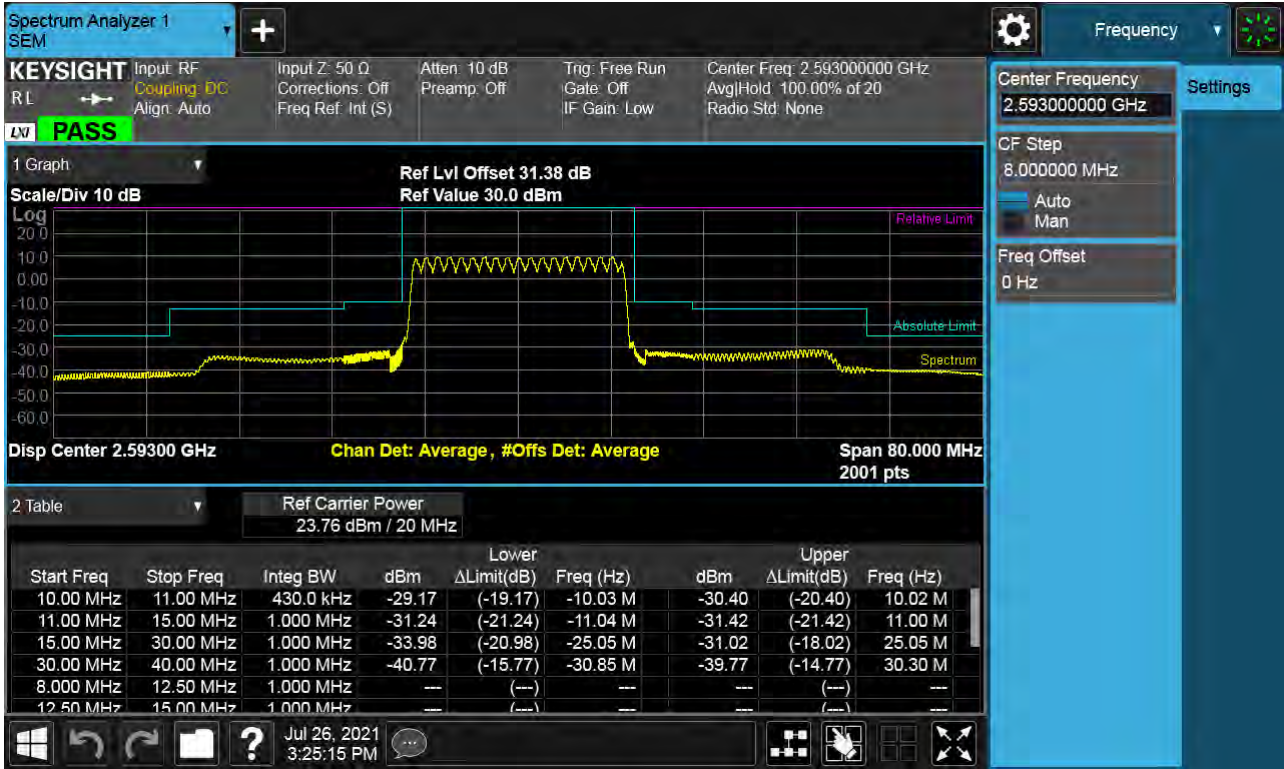 Spectrum Analyzer 1
SEM
Frequency
KEYSIGHT
RL
LXI
PASS
Input: RF
Coupling: DC
Align: Auto
Input Z: 50 Ω
Corrections: Off
Freq Ref: Int (S)
Atten: 10 dB
Preamp: Off
Trig: Free Run
Gate: Off
IF Gain: Low
Center Freq: 2.593000000 GHz
Avg|Hold: 100.00% of 20
Radio Std: None
Center Frequency
2.593000000 GHz
Settings
CF Step
8.000000 MHz
Auto
Man
Freq Offset
0 Hz
1 Graph
Scale/Div 10 dB
Ref Lvl Offset 31.38 dB
Ref Value 30.0 dBm
Log
20.0
10.0
0.00
-10.0
-20.0
-30.0
-40.0
-50.0
-60.0
Relative Limit
Absolute Limit
Spectrum
Disp Center 2.59300 GHz
Chan Det: Average, #Offs Det: Average
Span 80.000 MHz
2001 pts
2 Table
Ref Carrier Power
23.76 dBm / 20 MHz
Lower Upper
Start Freq Stop Freq Integ BW dBm ΔLimit(dB) Freq (Hz) dBm ΔLimit(dB) Freq (Hz)
10.00 MHz 11.00 MHz 430.0 kHz -29.17 (-19.17) -10.03 M -30.40 (-20.40) 10.02 M
11.00 MHz 15.00 MHz 1.000 MHz -31.24 (-21.24) -11.04 M -31.42 (-21.42) 11.00 M
15.00 MHz 30.00 MHz 1.000 MHz -33.98 (-20.98) -25.05 M -31.02 (-18.02) 25.05 M
30.00 MHz 40.00 MHz 1.000 MHz -40.77 (-15.77) -30.85 M -39.77 (-14.77) 30.30 M
8.000 MHz 12.50 MHz 1.000 MHz --- (---) --- --- (---) ---
12.50 MHz 15.00 MHz 1.000 MHz --- (---) --- --- (---) ---
?
Jul 26, 2021
3:25:15 PM